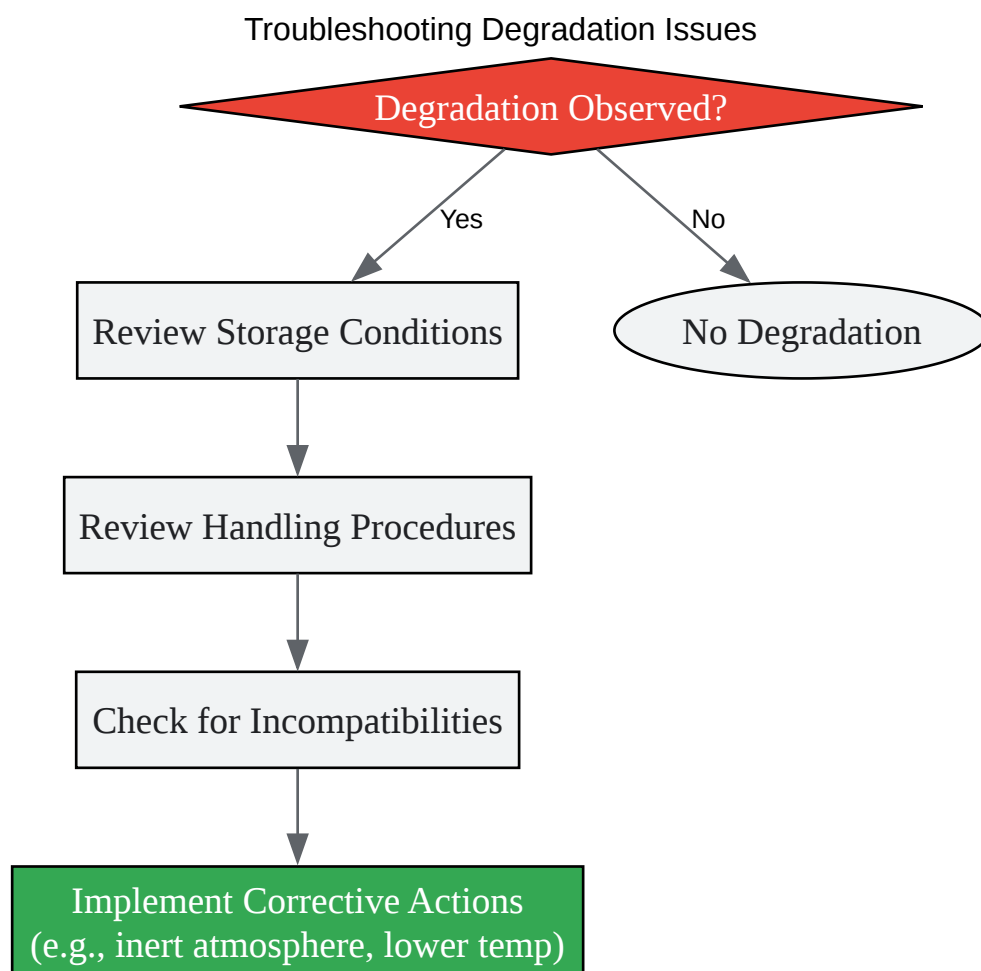 Troubleshooting Degradation Issues
Degradation Observed?
Yes
No
Review Storage Conditions
No Degradation
Review Handling Procedures
Check for Incompatibilities
Implement Corrective Actions
(e.g., inert atmosphere, lower temp)